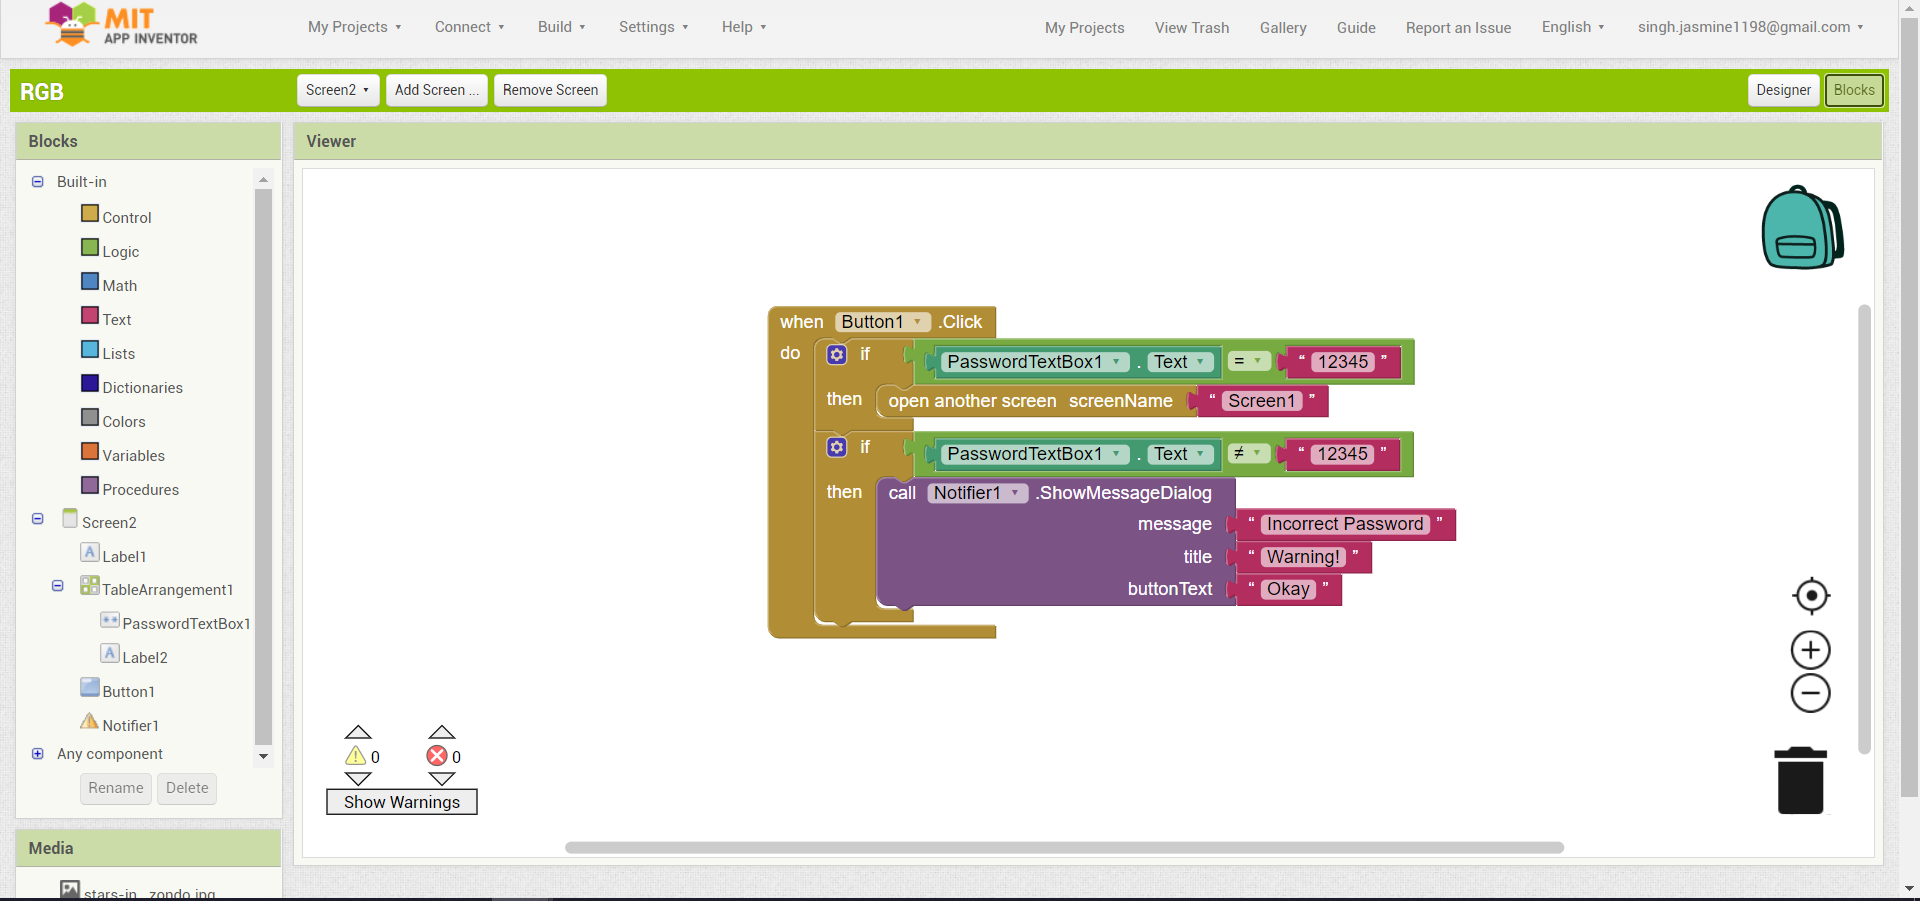 MIT
APP INVENTOR
My Projects
Connect
Build
Settings
Help
My Projects
View Trash
Gallery
Guide
Report an Issue
English
singh.jasmine1198@gmail.com
RGB
Screen2
Add Screen ...
Remove Screen
Designer
Blocks
Blocks
Built-in
Control
Logic
Math
Text
Lists
Dictionaries
Colors
Variables
Procedures
Screen2
Label1
TableArrangement1
PasswordTextBox1
Label2
Button1
Notifier1
Any component
Rename Delete
Media
stars-in...zondo.jpg
Viewer
when Button1 .Click
do if PasswordTextBox1 . Text = “ 12345 ”
then open another screen screenName “ Screen1 ”
if PasswordTextBox1 . Text ≠ “ 12345 ”
then call Notifier1 .ShowMessageDialog
message “ Incorrect Password ”
title “ Warning! ”
buttonText “ Okay ”
0 0
Show Warnings